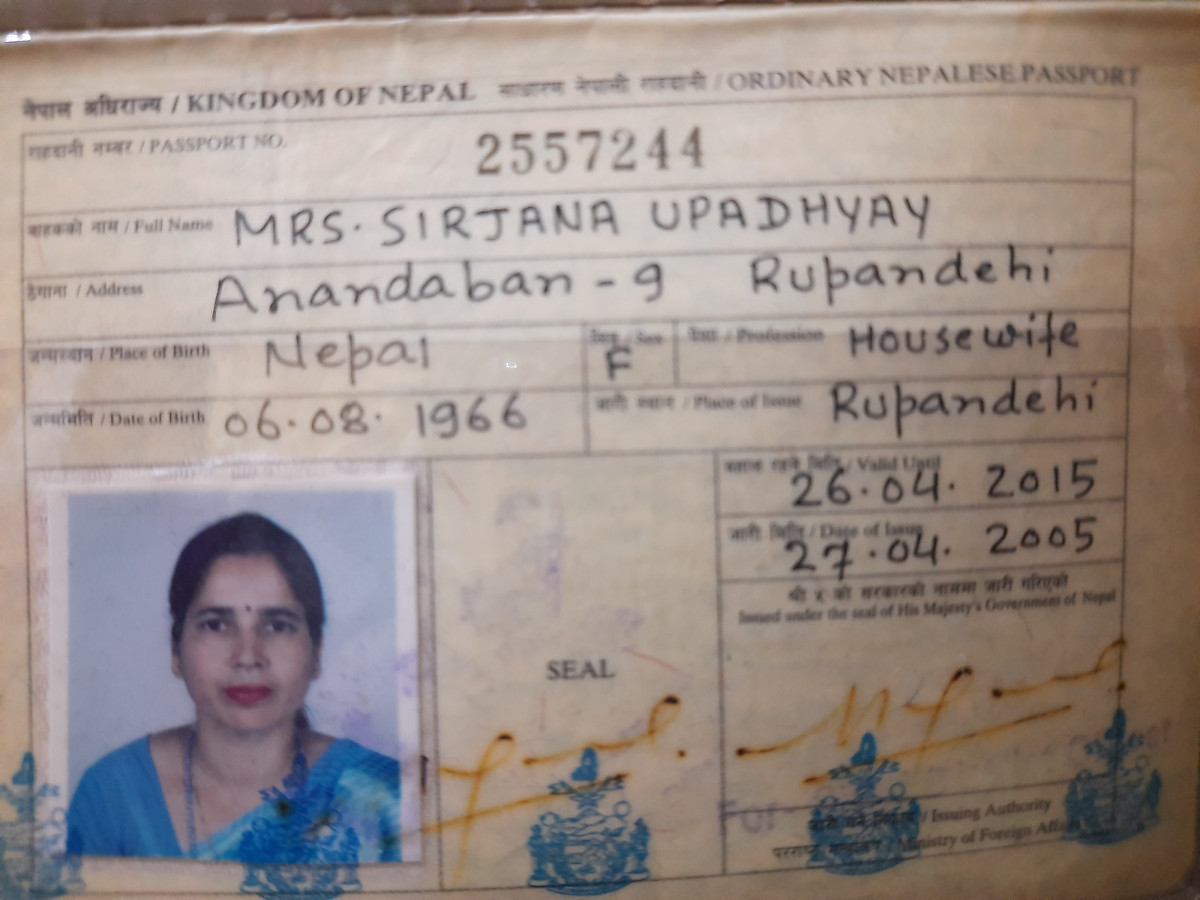 नेपाल अधिराज्य / KINGDOM OF NEPAL साधारण नेपाली राहदानी / ORDINARY NEPALESE PASSPORT
राहदानी नम्बर / PASSPORT NO. 2557244
वाहकको नाम / Full Name MRS. SIRJANA UPADHYAY
ठेगाना / Address Anandaban - 9 Rupandehi
जन्मस्थान / Place of Birth Nepal
लिङ्ग / Sex F
पेशा / Profession Housewife
जन्ममिति / Date of Birth 06.08. 1966
जारी स्थान / Place of Issue Rupandehi
बहाल रहने मिति / Valid Until
26.04. 2015
जारी मिति / Date of Issue
27.04. 2005
श्री ५ को सरकारको नाममा जारी गरिएको
Issued under the seal of His Majesty's Government of Nepal
SEAL
For
/ Issuing Authority
परराष्ट्र / Ministry of Foreign Affa